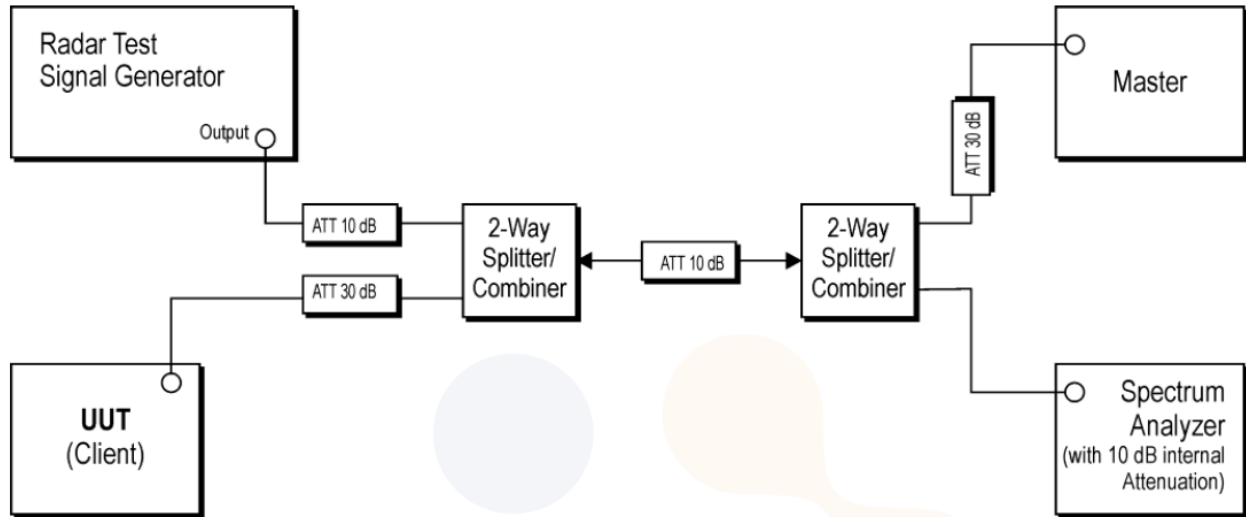 Radar Test
Signal Generator
Output
ATT 10 dB
ATT 30 dB
UUT
(Client)
2-Way
Splitter/
Combiner
ATT 10 dB
2-Way
Splitter/
Combiner
ATT 30 dB
Master
Spectrum
Analyzer
(with 10 dB internal
Attenuation)